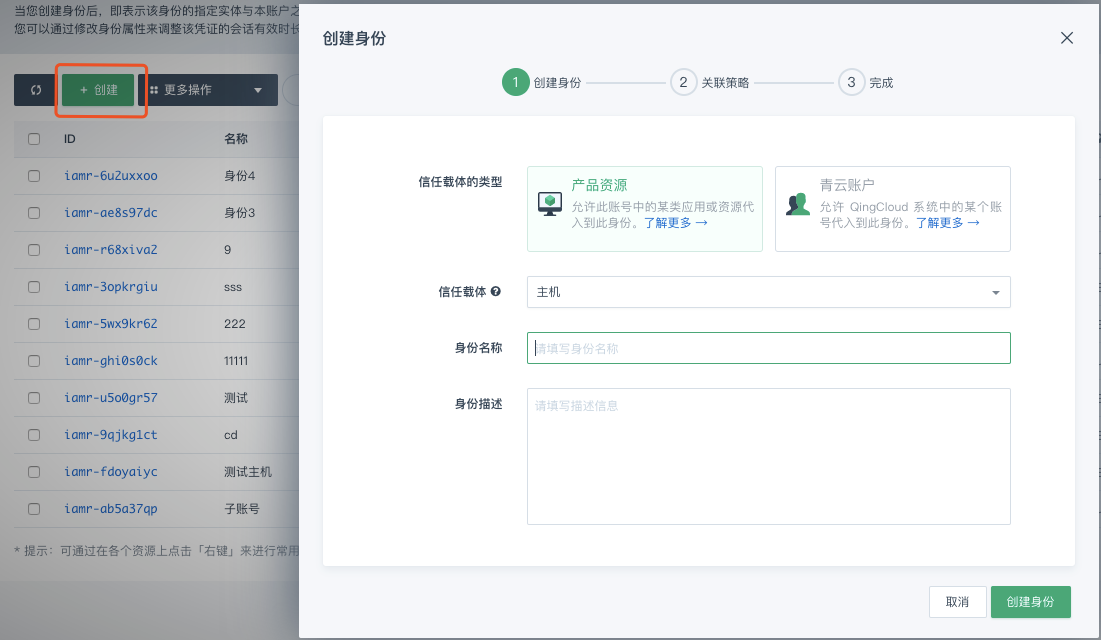 当您创建身份后，即表示该身份的指定实体与本账户之
您可以通过修改身份属性来调整该凭证的会话有效时长
+ 创建
更多操作
ID 名称
iamr-6u2uxxoo 身份4
iamr-ae8s97dc 身份3
iamr-r68xiva2 9
iamr-3opkrgiu sss
iamr-5wx9kr62 222
iamr-ghi0s0ck 11111
iamr-u5o0gr57 测试
iamr-9qjkg1ct cd
iamr-fdoyaiyc 测试主机
iamr-ab5a37qp 子账号
* 提示：可通过在各个资源上点击「右键」来进行常用
创建身份
1 创建身份 2 关联策略 3 完成
信任载体的类型
产品资源
允许此账号中的某类应用或资源代
入到此身份。了解更多 →
青云账户
允许 QingCloud 系统中的某个账
号代入到此身份。了解更多 →
信任载体 主机
身份名称 请填写身份名称
身份描述 请填写描述信息
取消 创建身份